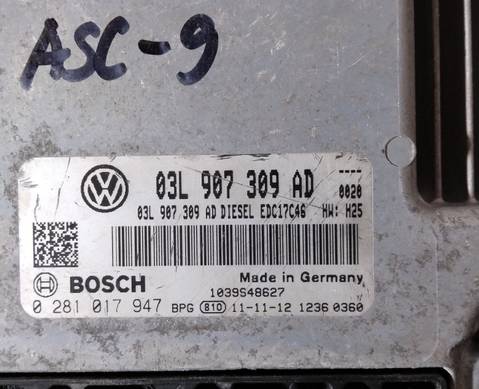 ASC-9
03L 907 309 AD ----
0020
03L 907 309 AD DIESEL EDC17C46 HW: H25
BOSCH Made in Germany
1039S48627
0 281 017 947 BPG B10 11-11-12 1236 0360